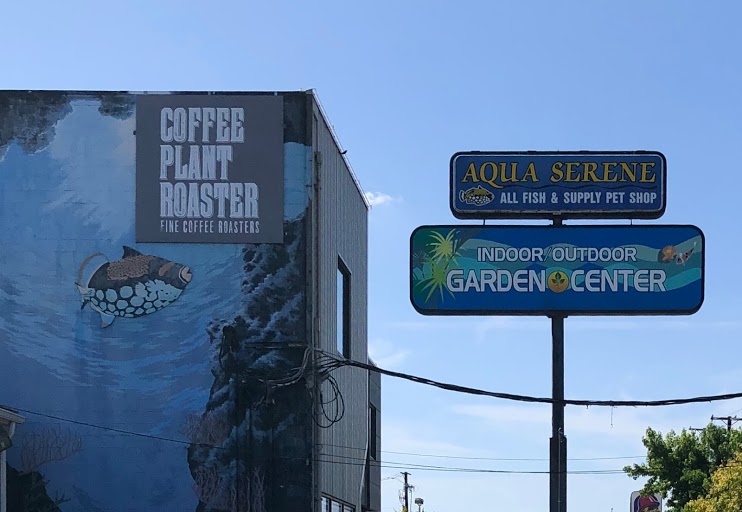 COFFEE
PLANT
ROASTER
FINE COFFEE ROASTERS
AQUA SERENE
ALL FISH & SUPPLY PET SHOP
INDOOR/OUTDOOR
GARDEN CENTER